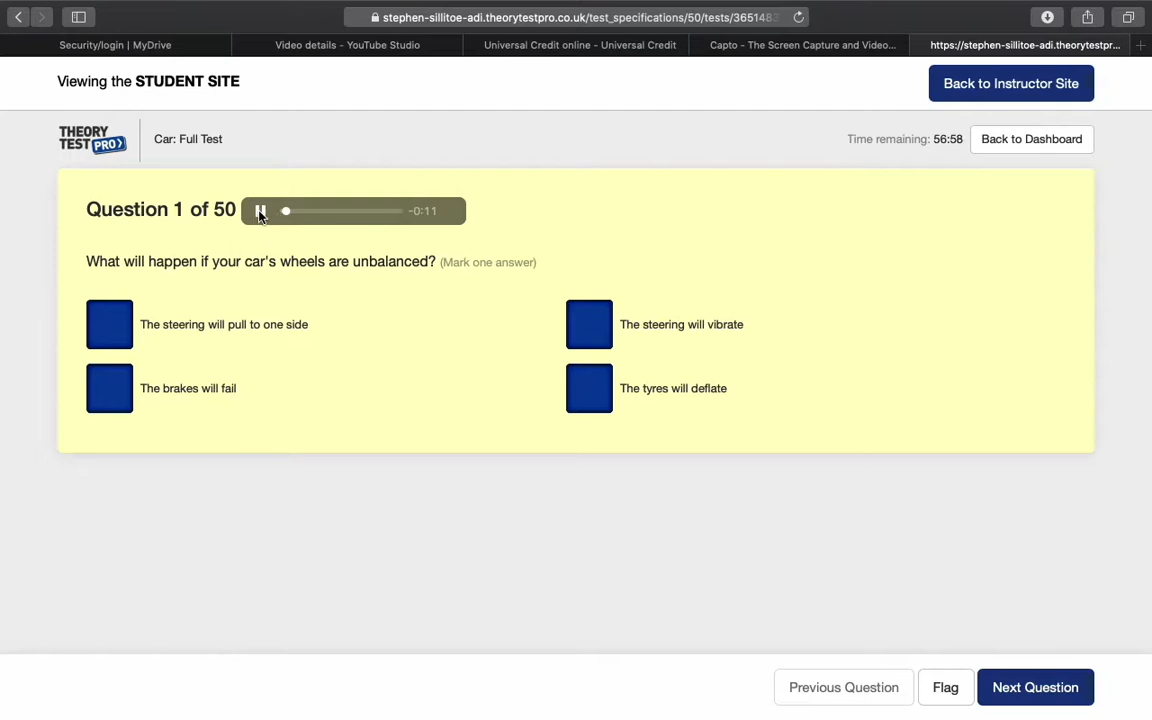 stephen-sillitoe-adi.theorytestpro.co.uk/test_specifications/50/tests/3651483
Security/login | MyDrive
Video details - YouTube Studio
Universal Credit online - Universal Credit
Capto - The Screen Capture and Video...
https://stephen-sillitoe-adi.theorytestpr...
Viewing the STUDENT SITE
Back to Instructor Site
THEORY
TEST PRO
Car: Full Test
Time remaining: 56:58
Back to Dashboard
Question 1 of 50
-0:11
What will happen if your car's wheels are unbalanced? (Mark one answer)
The steering will pull to one side
The steering will vibrate
The brakes will fail
The tyres will deflate
Previous Question
Flag
Next Question